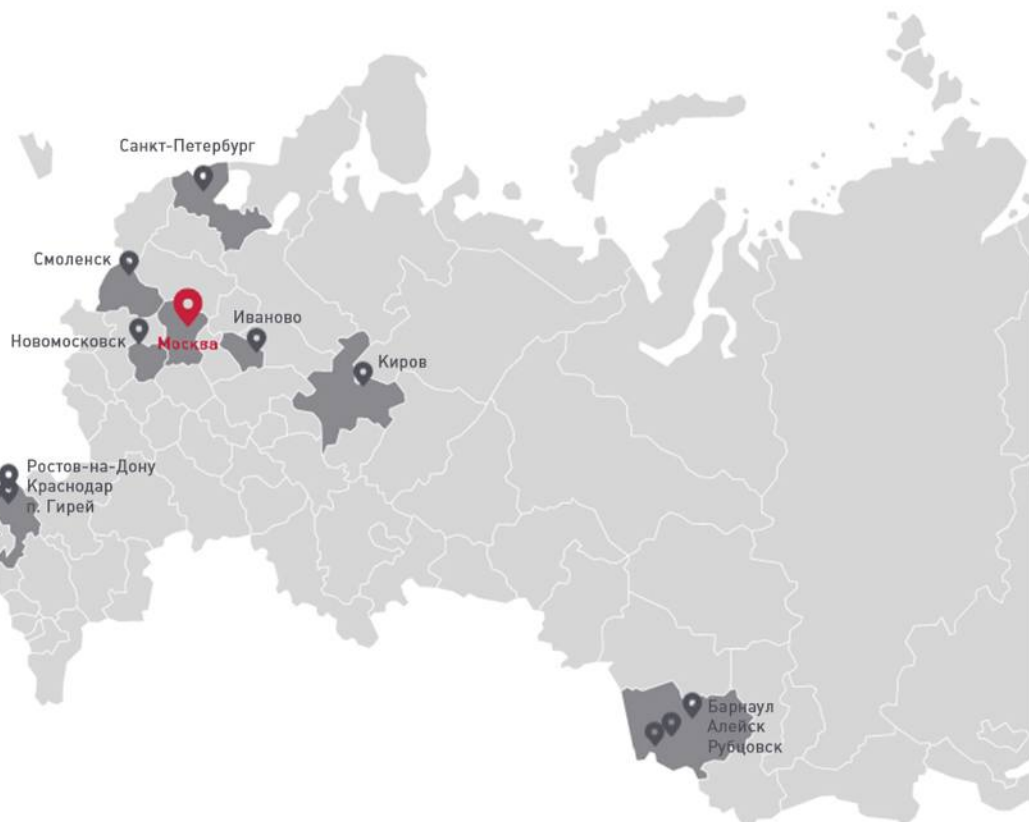 Санкт-Петербург
Смоленск
Иваново
Новомосковск
Москва
Киров
Ростов-на-Дону
Краснодар
п. Гирей
Барнаул
Алейск
Рубцовск